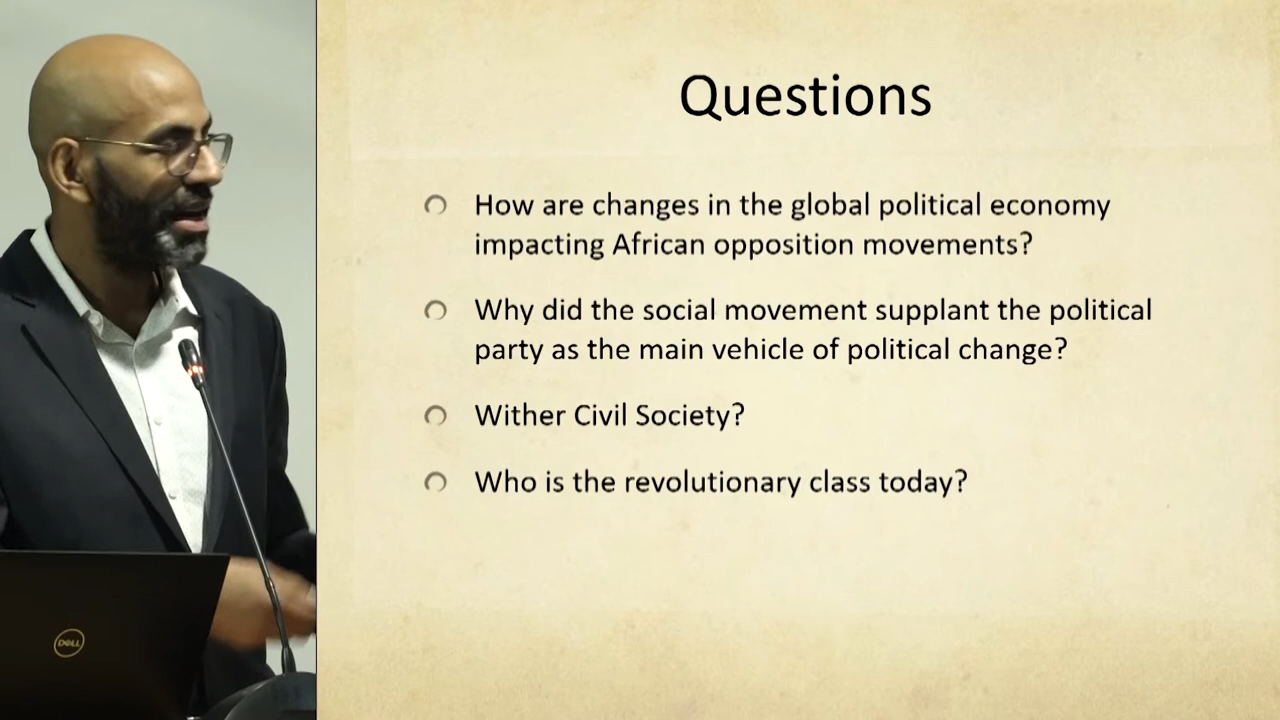 Questions
How are changes in the global political economy
impacting African opposition movements?
Why did the social movement supplant the political
party as the main vehicle of political change?
Wither Civil Society?
Who is the revolutionary class today?
DELL